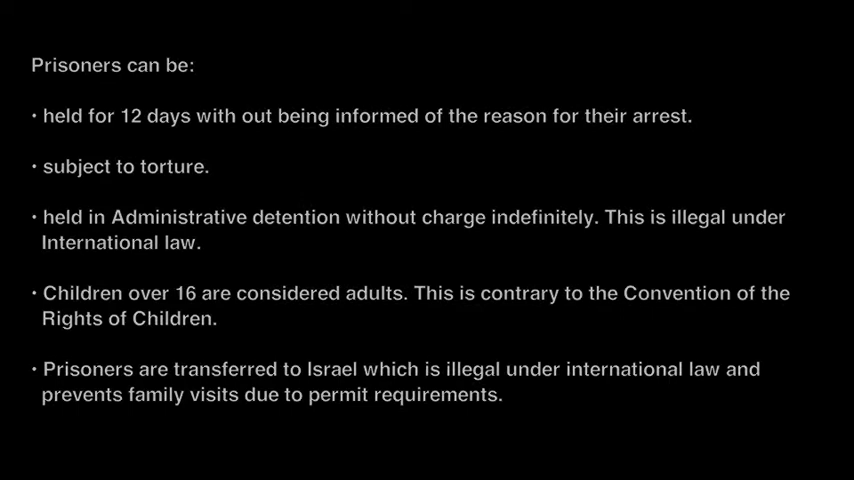 Prisoners can be:
• held for 12 days with out being informed of the reason for their arrest.
• subject to torture.
• held in Administrative detention without charge indefinitely. This is illegal under
International law.
• Children over 16 are considered adults. This is contrary to the Convention of the
Rights of Children.
• Prisoners are transferred to Israel which is illegal under international law and
prevents family visits due to permit requirements.